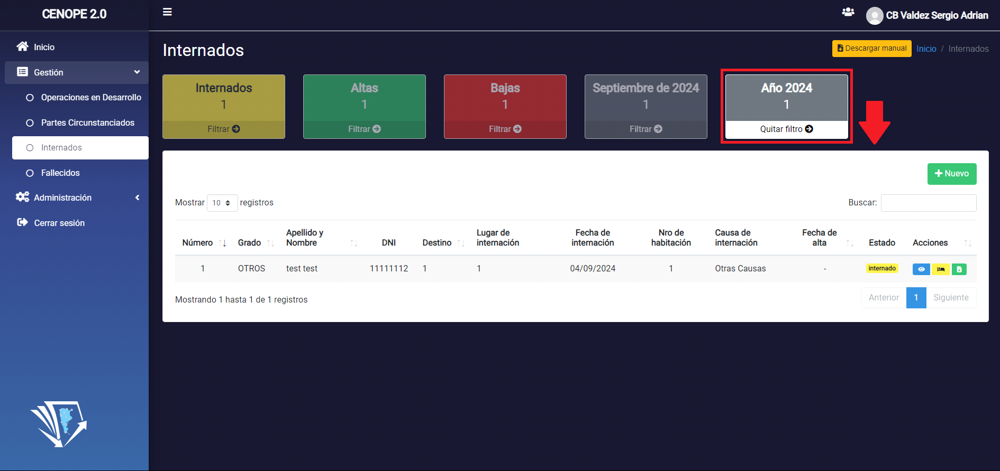 CENOPE 2.0
CB Valdez Sergio Adrian
Inicio
Gestión
Operaciones en Desarrollo
Partes Circunstanciados
Internados
Fallecidos
Administración
Cerrar sesión
Internados
Descargar manual
Inicio / Internados
Internados
1
Filtrar
Altas
1
Filtrar
Bajas
1
Filtrar
Septiembre de 2024
1
Filtrar
Año 2024
1
Quitar filtro
Nuevo
Mostrar 10 registros
Buscar:
Número
Grado
Apellido y
Nombre
DNI
Destino
Lugar de
internación
Fecha de
internación
Nro de
habitación
Causa de
internación
Fecha de
alta
Estado
Acciones
1 OTROS test test 11111112 1 1 04/09/2024 1 Otras Causas - internado
Mostrando 1 hasta 1 de 1 registros
Anterior 1 Siguiente